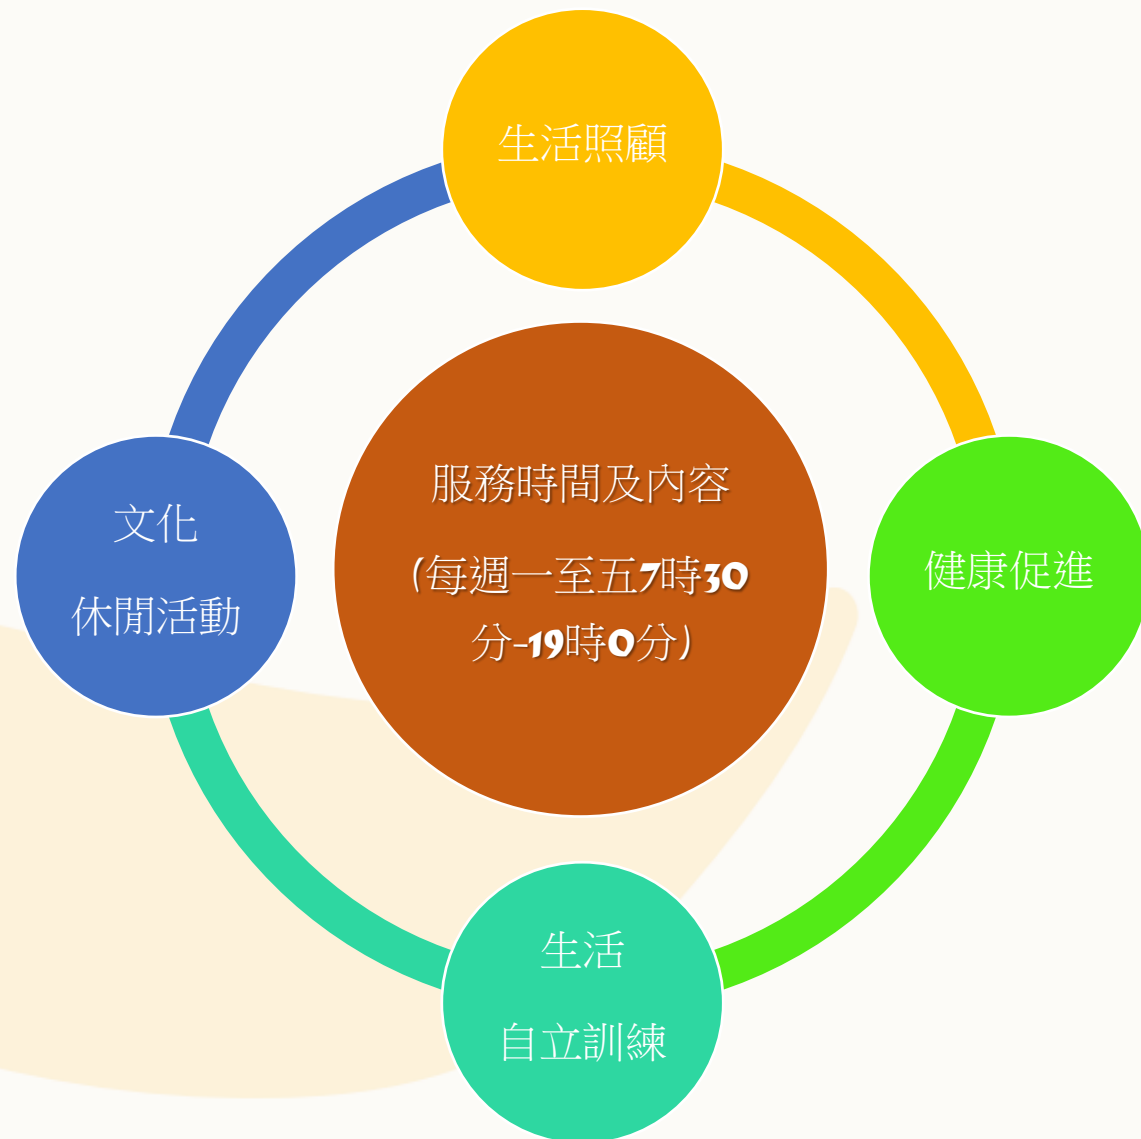 生活照顧
服務時間及內容
(每週一至五7時30
分-19時0分)
文化
休閒活動
健康促進
生活
自立訓練